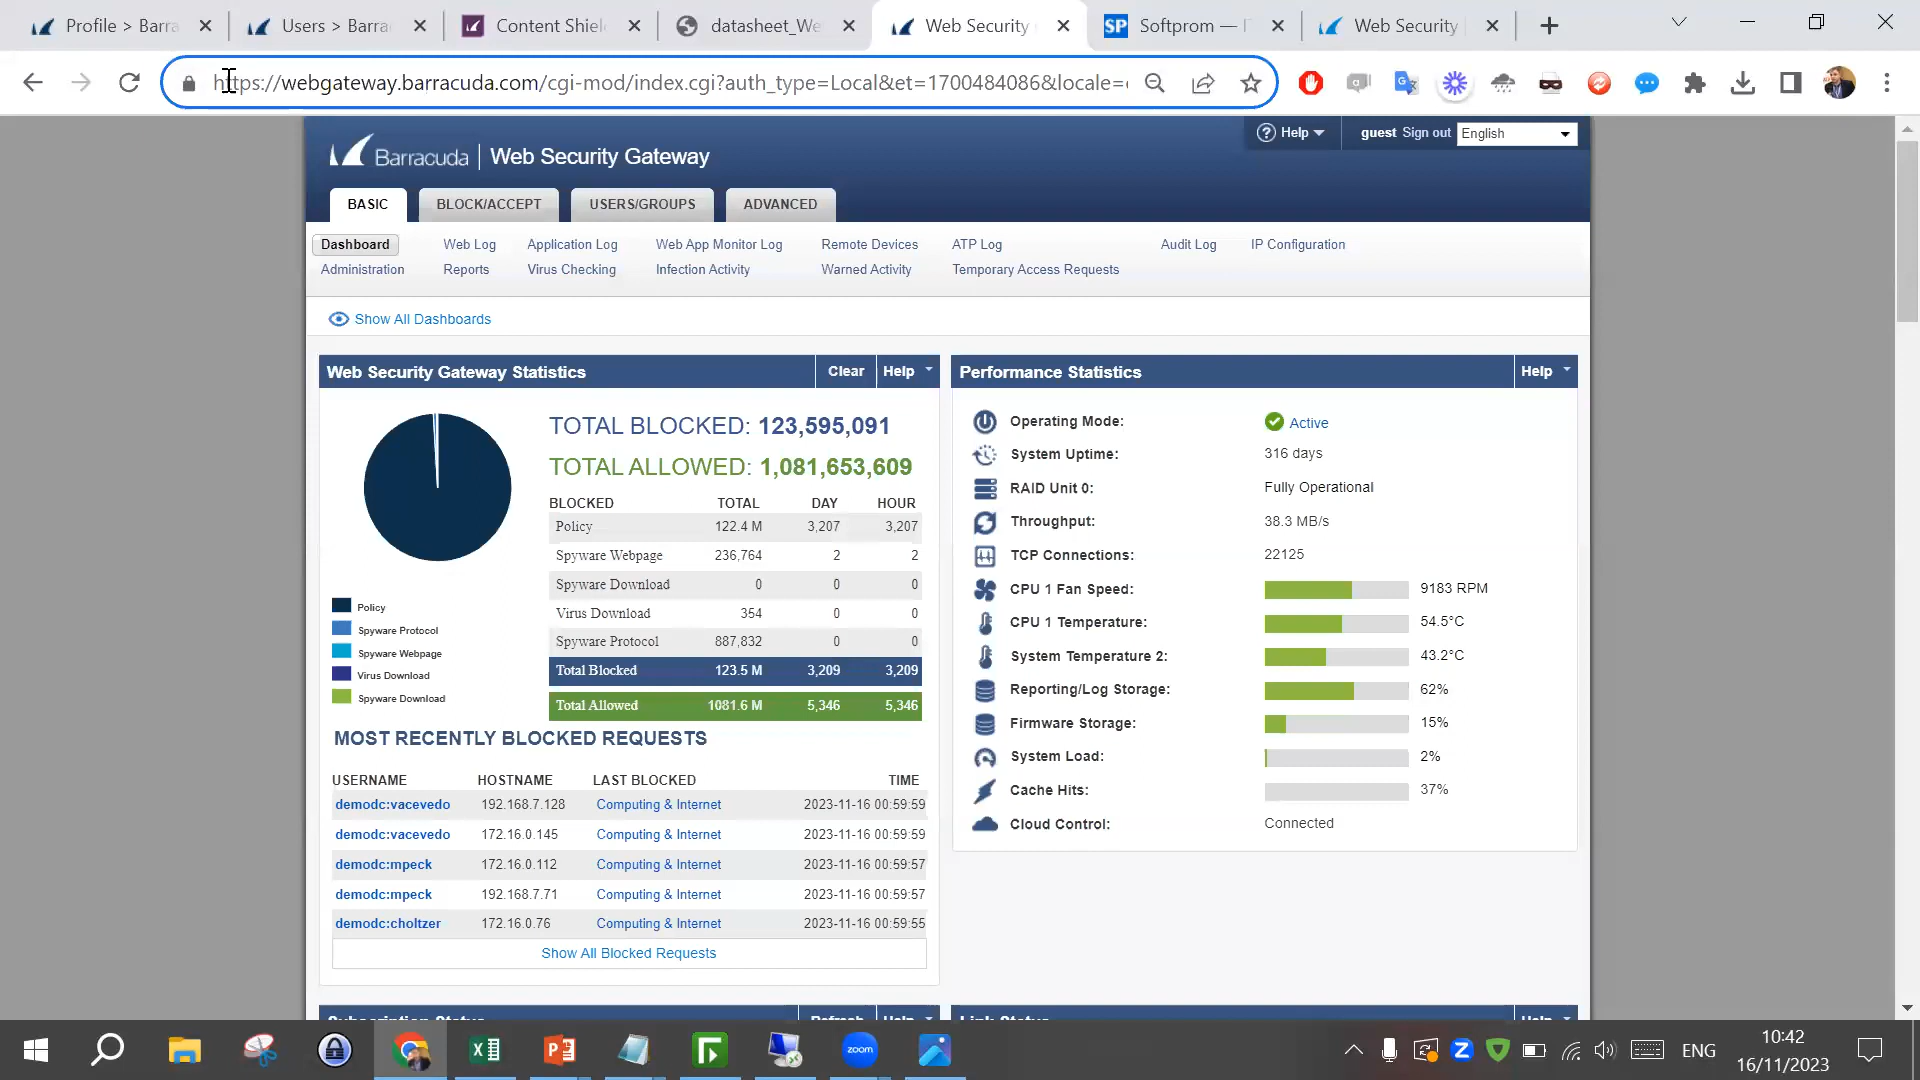 Profile > Barra
Users > Barrac
Content Shiel
datasheet_We
Web Security
Softprom — IT
Web Security
https://webgateway.barracuda.com/cgi-mod/index.cgi?auth_type=Local&et=1700484086&locale=
Barracuda | Web Security Gateway
Help
guest Sign out English
BASIC BLOCK/ACCEPT USERS/GROUPS ADVANCED
Dashboard Web Log Application Log Web App Monitor Log Remote Devices ATP Log Audit Log IP Configuration
Administration Reports Virus Checking Infection Activity Warned Activity Temporary Access Requests
Show All Dashboards
Web Security Gateway Statistics Clear Help
TOTAL BLOCKED: 123,595,091
TOTAL ALLOWED: 1,081,653,609
BLOCKED TOTAL DAY HOUR
Policy 122.4 M 3,207 3,207
Spyware Webpage 236,764 2 2
Spyware Download 0 0 0
Virus Download 354 0 0
Spyware Protocol 887,832 0 0
Total Blocked 123.5 M 3,209 3,209
Total Allowed 1081.6 M 5,346 5,346
Policy
Spyware Protocol
Spyware Webpage
Virus Download
Spyware Download
MOST RECENTLY BLOCKED REQUESTS
USERNAME HOSTNAME LAST BLOCKED TIME
demodc:vacevedo 192.168.7.128 Computing & Internet 2023-11-16 00:59:59
demodc:vacevedo 172.16.0.145 Computing & Internet 2023-11-16 00:59:59
demodc:mpeck 172.16.0.112 Computing & Internet 2023-11-16 00:59:57
demodc:mpeck 192.168.7.71 Computing & Internet 2023-11-16 00:59:57
demodc:choltzer 172.16.0.76 Computing & Internet 2023-11-16 00:59:55
Show All Blocked Requests
Performance Statistics Help
Operating Mode: Active
System Uptime: 316 days
RAID Unit 0: Fully Operational
Throughput: 38.3 MB/s
TCP Connections: 22125
CPU 1 Fan Speed: 9183 RPM
CPU 1 Temperature: 54.5°C
System Temperature 2: 43.2°C
Reporting/Log Storage: 62%
Firmware Storage: 15%
System Load: 2%
Cache Hits: 37%
Cloud Control: Connected
Subscription Status Refresh Help
Link Status Help
zoom
ENG
10:42
16/11/2023